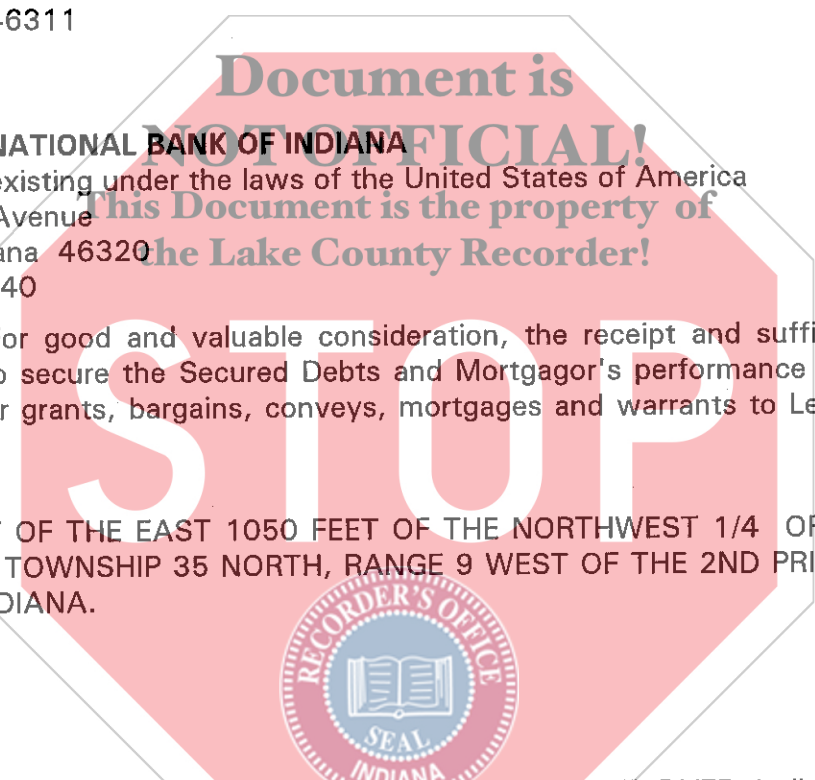 -6311
Document is
NATIONAL BANK OF INDIANA
NOT OFFICIAL!
existing under the laws of the United States of America
Avenue
This Document is the property of
ana 46320
the Lake County Recorder!
40
or good and valuable consideration, the receipt and suffi
o secure the Secured Debts and Mortgagor's performance
r grants, bargains, conveys, mortgages and warrants to Le
STOP
OF THE EAST 1050 FEET OF THE NORTHWEST 1/4 OF
TOWNSHIP 35 NORTH, RANGE 9 WEST OF THE 2ND PRI
DIANA.
RECORDER'S OFFICE
SEAL
INDIANA